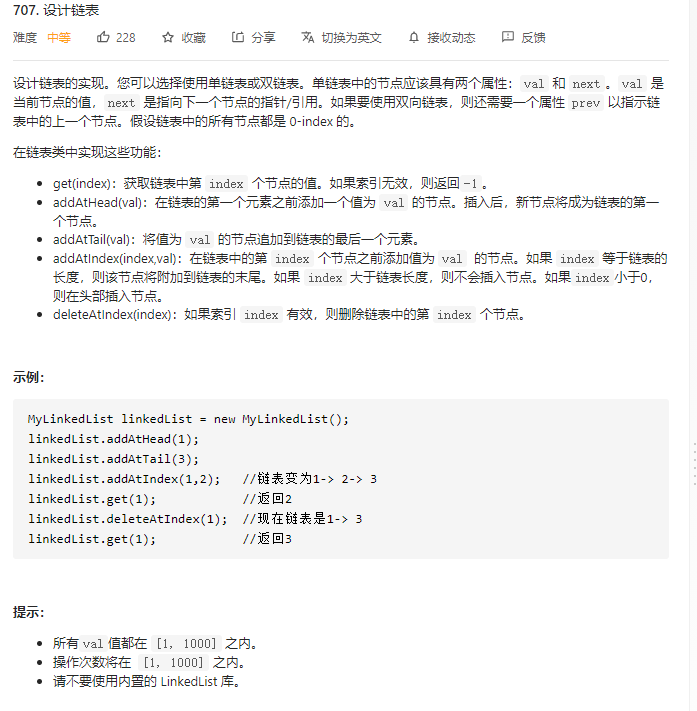 707. 设计链表
难度 中等 228 收藏 分享 切换为英文 接收动态 反馈
设计链表的实现。您可以选择使用单链表或双链表。单链表中的节点应该具有两个属性：val 和 next。val 是
当前节点的值，next 是指向下一个节点的指针/引用。如果要使用双向链表，则还需要一个属性 prev 以指示链
表中的上一个节点。假设链表中的所有节点都是 0-index 的。
在链表类中实现这些功能：
• get(index)：获取链表中第 index 个节点的值。如果索引无效，则返回 -1 。
• addAtHead(val)：在链表的第一个元素之前添加一个值为 val 的节点。插入后，新节点将成为链表的第一
个节点。
• addAtTail(val)：将值为 val 的节点追加到链表的最后一个元素。
• addAtIndex(index,val)：在链表中的第 index 个节点之前添加值为 val 的节点。如果 index 等于链表的
长度，则该节点将附加到链表的末尾。如果 index 大于链表长度，则不会插入节点。如果 index 小于0，
则在头部插入节点。
• deleteAtIndex(index)：如果索引 index 有效，则删除链表中的第 index 个节点。
示例：
MyLinkedList linkedList = new MyLinkedList();
linkedList.addAtHead(1);
linkedList.addAtTail(3);
linkedList.addAtIndex(1,2);   //链表变为1-> 2-> 3
linkedList.get(1);            //返回2
linkedList.deleteAtIndex(1);  //现在链表是1-> 3
linkedList.get(1);            //返回3
提示：
• 所有 val 值都在 [1, 1000] 之内。
• 操作次数将在 [1, 1000] 之内。
• 请不要使用内置的 LinkedList 库。